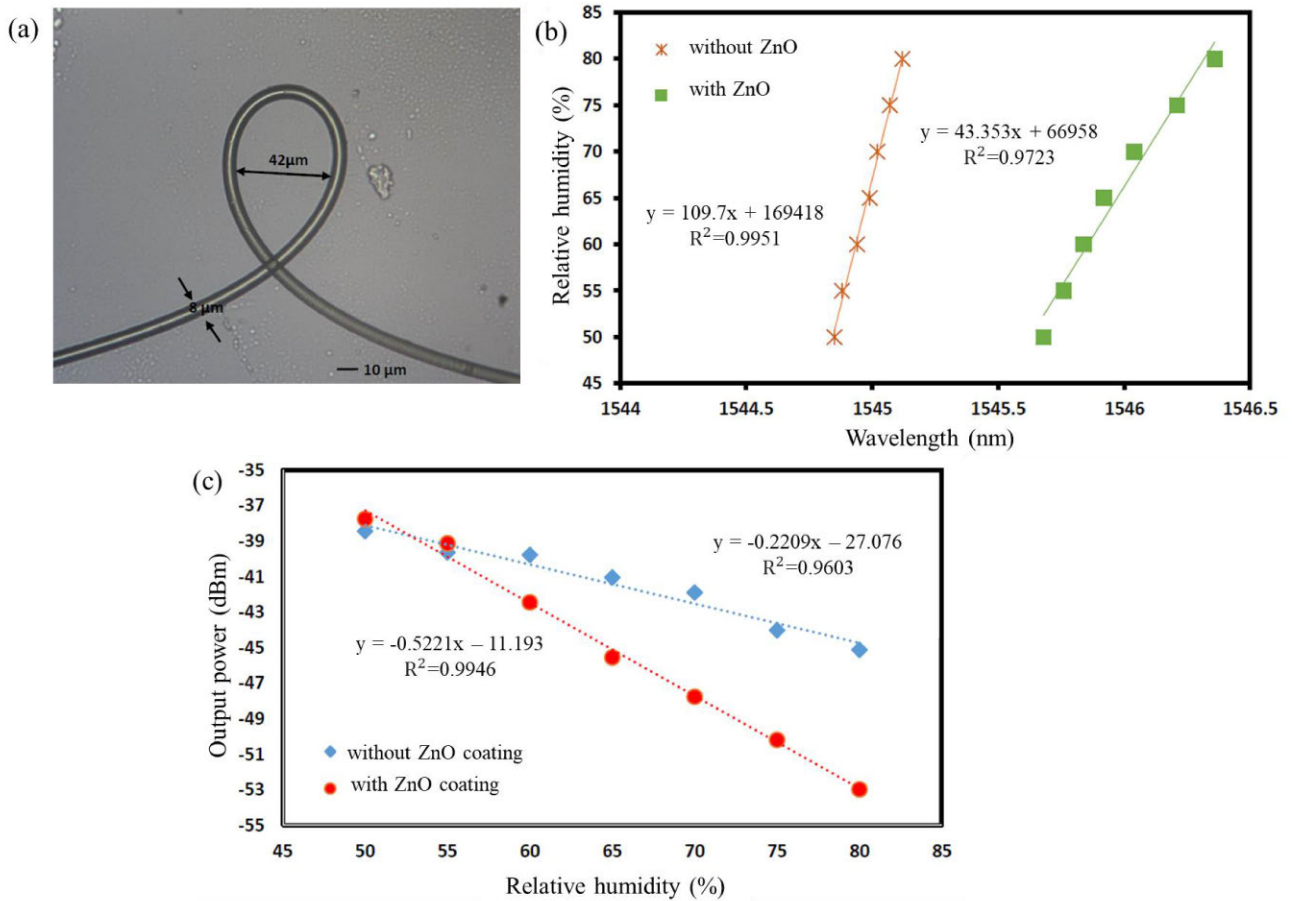 (a)
42µm
8 µm
10 µm
(b)
Relative humidity (%)
85
80
75
70
65
60
55
50
45
without ZnO
with ZnO
y = 43.353x + 66958
R²=0.9723
y = 109.7x + 169418
R²=0.9951
1544 1544.5 1545 1545.5 1546 1546.5
Wavelength (nm)
(c)
Output power (dBm)
-35
-37
-39
-41
-43
-45
-47
-49
-51
-53
-55
y = -0.2209x – 27.076
R²=0.9603
y = -0.5221x – 11.193
R²=0.9946
without ZnO coating
with ZnO coating
45 50 55 60 65 70 75 80 85
Relative humidity (%)